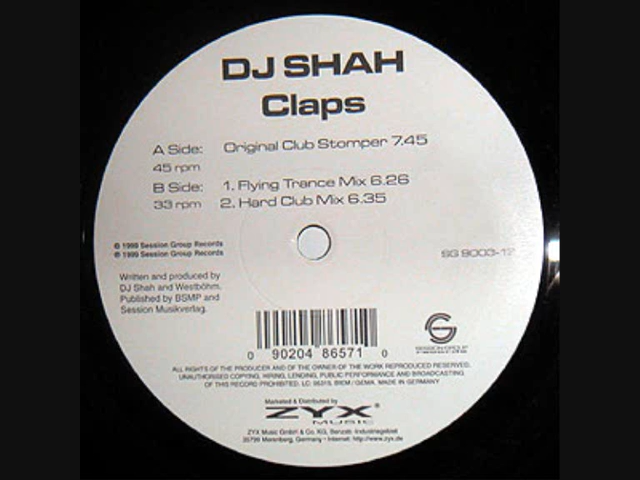 DJ SHAH
Claps
A Side: Original Club Stomper 7.45
45 rpm
B Side: 1. Flying Trance Mix 6.26
33 rpm 2. Hard Club Mix 6.35
© 1999 Session Group Records
℗ 1999 Session Group Records
SG 9003-12
Written and produced by
DJ Shah and Westböhm.
Published by BSMP and
Session Musikverlag.
0 90204 86571 0
SESSION GROUP
ALL RIGHTS OF THE PRODUCER AND OF THE OWNER OF THE WORK REPRODUCED RESERVED.
UNAUTHORISED COPYING, HIRING, LENDING, PUBLIC PERFORMANCE AND BROADCASTING
OF THIS RECORD PROHIBITED. LC 05315. BIEM / GEMA. MADE IN GERMANY
Marketed & Distributed by
ZYX®
MUSIC
ZYX Music GmbH & Co. KG, Benzstr.-Industriegebiet
35799 Merenberg, Germany • Internet: http://www.zyx.de